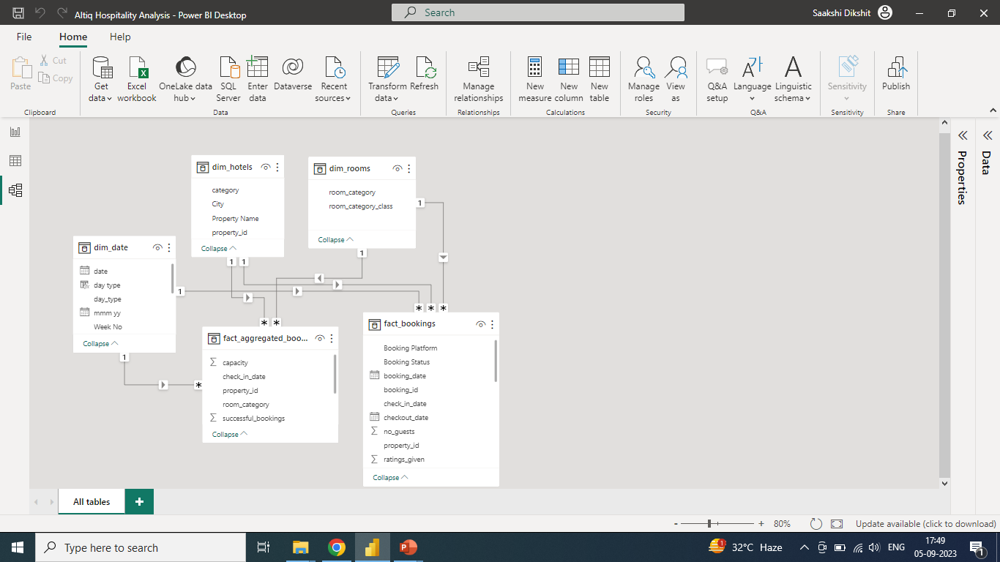 Altiq Hospitality Analysis - Power BI Desktop
Search
Saakshi Dikshit
File
Home
Help
Paste
Cut
Copy
Clipboard
Get data
Excel workbook
OneLake data hub
SQL Server
Enter data
Dataverse
Recent sources
Data
Transform data
Refresh
Queries
Manage relationships
Relationships
New measure
New column
New table
Calculations
Manage roles
View as
Security
Q&A setup
Language
Linguistic schema
Q&A
Sensitivity
Sensitivity
Publish
Share
dim_hotels
category
City
Property Name
property_id
Collapse
1
1
dim_rooms
room_category
room_category_class
Collapse
1
1
dim_date
date
day type
day_type
mmm yy
Week No
Collapse
1
1
*
*
*
*
*
*
fact_aggregated_boo...
capacity
check_in_date
property_id
room_category
successful_bookings
Collapse
fact_bookings
Booking Platform
Booking Status
booking_date
booking_id
check_in_date
checkout_date
no_guests
property_id
ratings_given
Collapse
Properties
Data
All tables
+
- + 80%
Update available (click to download)
Type here to search
1
32°C Haze
ENG
17:49
05-09-2023
1